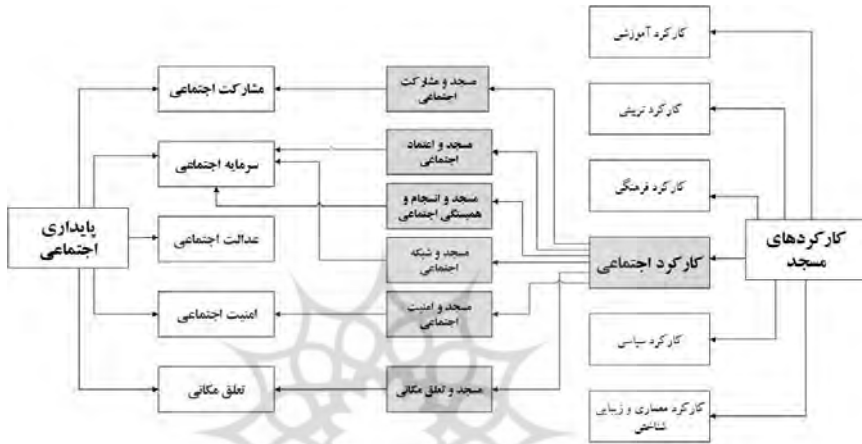 کارکردهای
مسجد
کارکرد آموزشی
کارکرد تربیتی
کارکرد فرهنگی
کارکرد اجتماعی
کارکرد سیاسی
کارکرد معماری و زیبایی
شناختی
مسجد و مشارکت
اجتماعی
مسجد و اعتماد
اجتماعی
مسجد و انسجام و
همبستگی اجتماعی
مسجد و شبکه
اجتماعی
مسجد و امنیت
اجتماعی
مسجد و تعلق مکانی
مشارکت اجتماعی
سرمایه اجتماعی
عدالت اجتماعی
امنیت اجتماعی
تعلق مکانی
پایداری
اجتماعی